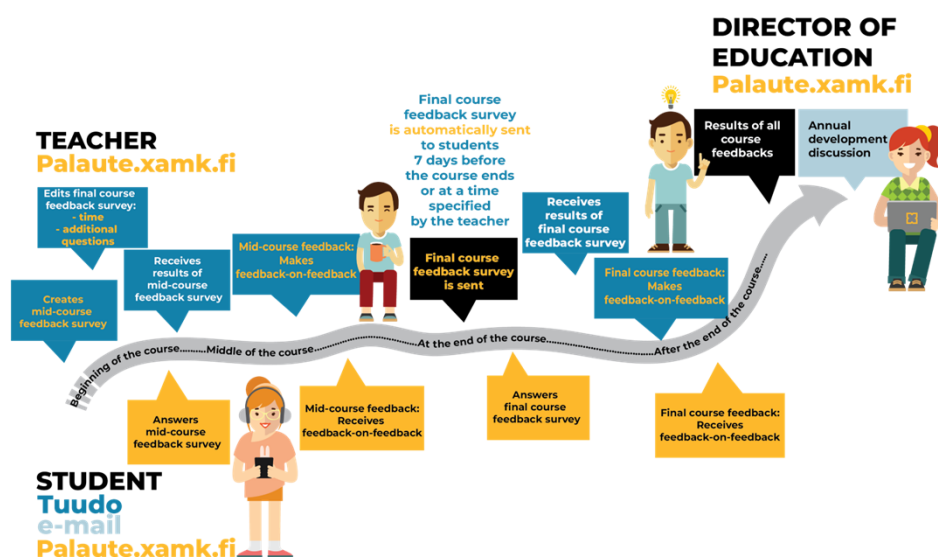 DIRECTOR OF
EDUCATION
Palaute.xamk.fi
TEACHER
Palaute.xamk.fi
Edits final course
feedback survey:
- time
- additional
questions
Creates
mid-course
feedback survey
Receives
results of
mid-course
feedback survey
Mid-course feedback:
Makes
feedback-on-feedback
Final course
feedback survey
is automatically sent
to students
7 days before
the course ends
or at a time
specified
by the teacher
Final course
feedback survey
is sent
Receives
results of
final course
feedback survey
Final course feedback:
Makes
feedback-on-feedback
Results of all
course
feedbacks
Annual
development
discussion
Beginning of the course........Middle of the course..............................At the end of the course..............................After the end of the course.....
Answers
mid-course
feedback survey
Mid-course feedback:
Receives
feedback-on-feedback
Answers
final course
feedback survey
Final course feedback:
Receives
feedback-on-feedback
STUDENT
Tuudo
e-mail
Palaute.xamk.fi